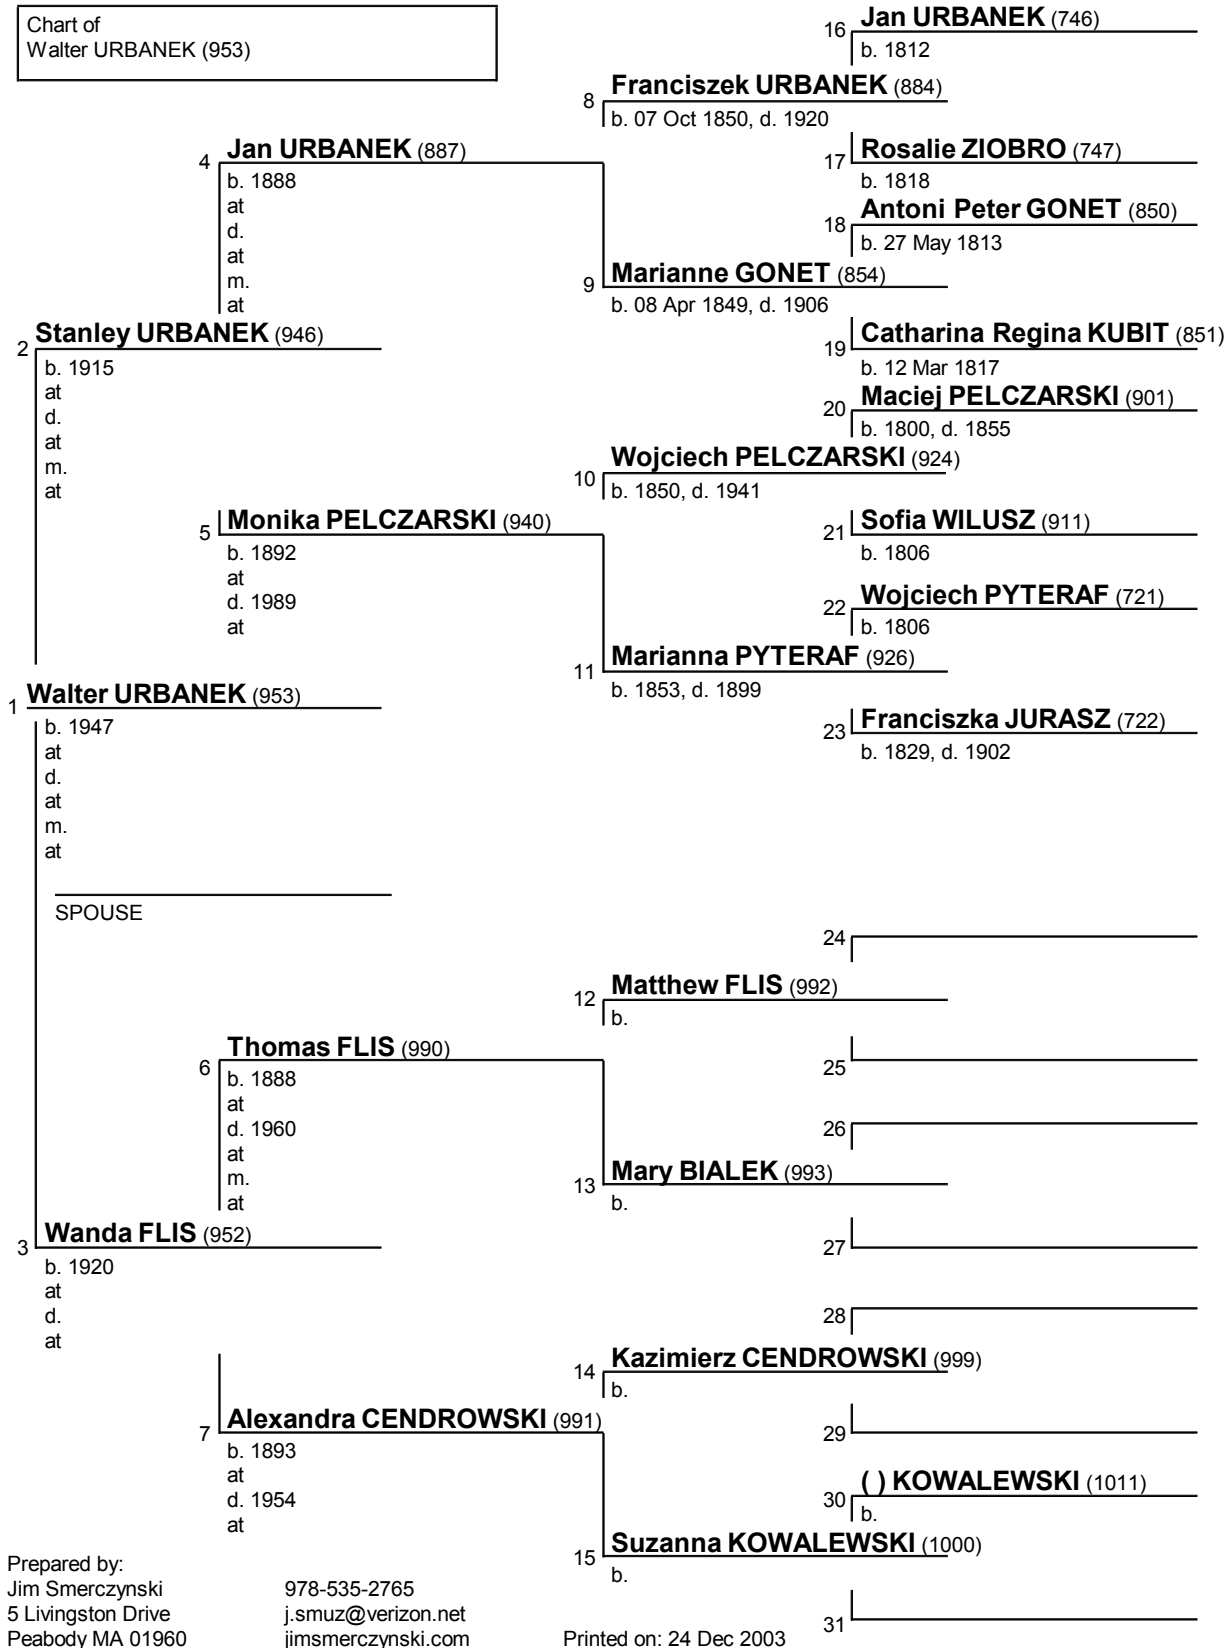 Chart of
Walter URBANEK (953)
16 Jan URBANEK (746)
b. 1812
8 Franciszek URBANEK (884)
b. 07 Oct 1850, d. 1920
4 Jan URBANEK (887)
b. 1888
at
d.
at
m.
at
17 Rosalie ZIOBRO (747)
b. 1818
18 Antoni Peter GONET (850)
b. 27 May 1813
9 Marianne GONET (854)
b. 08 Apr 1849, d. 1906
2 Stanley URBANEK (946)
b. 1915
at
d.
at
m.
at
19 Catharina Regina KUBIT (851)
b. 12 Mar 1817
20 Maciej PELCZARSKI (901)
b. 1800, d. 1855
10 Wojciech PELCZARSKI (924)
b. 1850, d. 1941
5 Monika PELCZARSKI (940)
b. 1892
at
d. 1989
at
21 Sofia WILUSZ (911)
b. 1806
22 Wojciech PYTERAF (721)
b. 1806
11 Marianna PYTERAF (926)
b. 1853, d. 1899
1 Walter URBANEK (953)
b. 1947
at
d.
at
m.
at
23 Franciszka JURASZ (722)
b. 1829, d. 1902
SPOUSE
24
12 Matthew FLIS (992)
b.
6 Thomas FLIS (990)
b. 1888
at
d. 1960
at
m.
at
25
26
13 Mary BIALEK (993)
b.
3 Wanda FLIS (952)
b. 1920
at
d.
at
27
28
14 Kazimierz CENDROWSKI (999)
b.
7 Alexandra CENDROWSKI (991)
b. 1893
at
d. 1954
at
29
30 ( ) KOWALEWSKI (1011)
b.
15 Suzanna KOWALEWSKI (1000)
b.
31
Prepared by:
Jim Smerczynski 978-535-2765
5 Livingston Drive j.smuz@verizon.net
Peabody MA 01960 jimsmerczynski.com Printed on: 24 Dec 2003